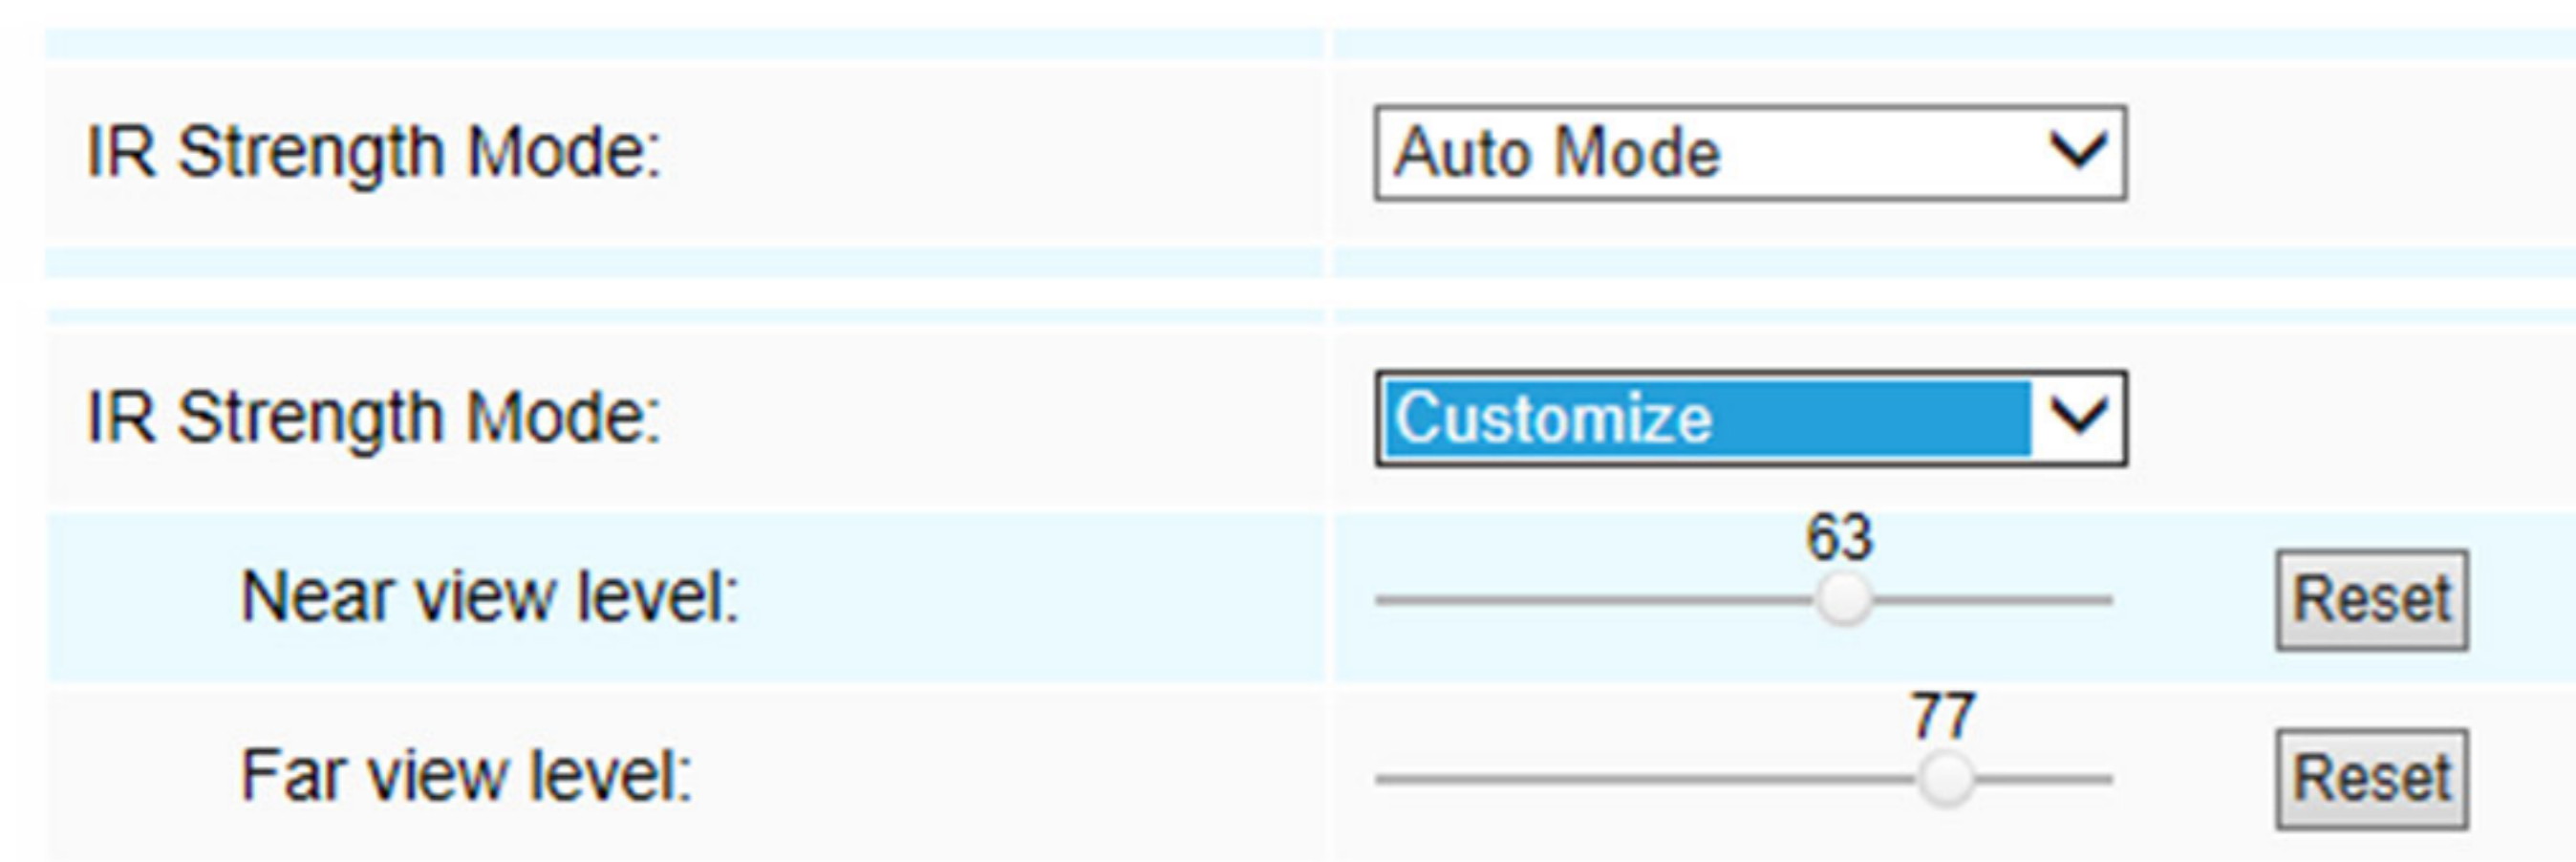 IR Strength Mode: Auto Mode
IR Strength Mode: Customize
63
Near view level: Reset
77
Far view level: Reset